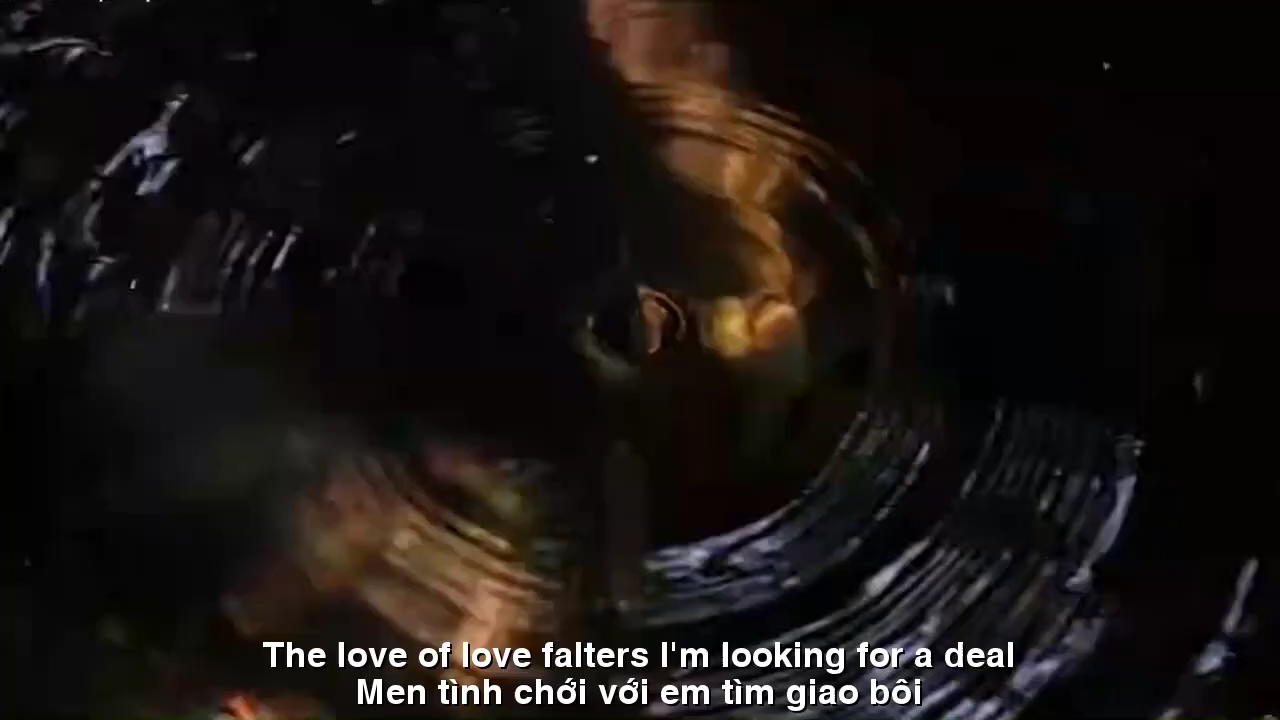 The love of love falters I'm looking for a deal
Men tình chới với em tìm giao bôi